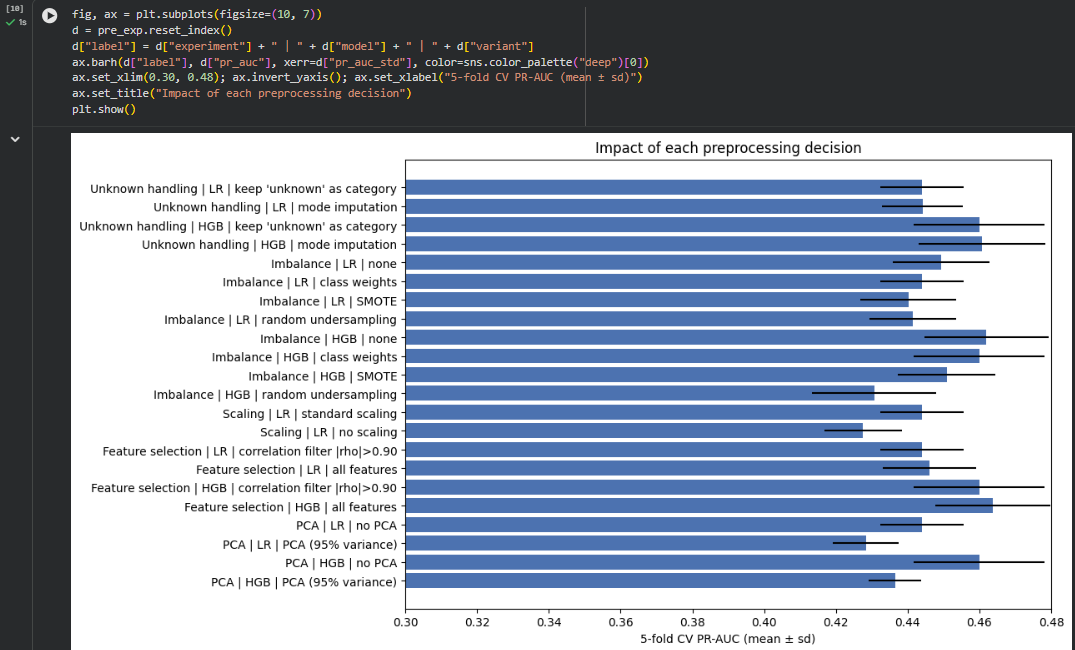 [10]
1s
fig, ax = plt.subplots(figsize=(10, 7))
d = pre_exp.reset_index()
d["label"] = d["experiment"] + " | " + d["model"] + " | " + d["variant"]
ax.barh(d["label"], d["pr_auc"], xerr=d["pr_auc_std"], color=sns.color_palette("deep")[0])
ax.set_xlim(0.30, 0.48); ax.invert_yaxis(); ax.set_xlabel("5-fold CV PR-AUC (mean ± sd)")
ax.set_title("Impact of each preprocessing decision")
plt.show()
Impact of each preprocessing decision
Unknown handling | LR | keep 'unknown' as category
Unknown handling | LR | mode imputation
Unknown handling | HGB | keep 'unknown' as category
Unknown handling | HGB | mode imputation
Imbalance | LR | none
Imbalance | LR | class weights
Imbalance | LR | SMOTE
Imbalance | LR | random undersampling
Imbalance | HGB | none
Imbalance | HGB | class weights
Imbalance | HGB | SMOTE
Imbalance | HGB | random undersampling
Scaling | LR | standard scaling
Scaling | LR | no scaling
Feature selection | LR | correlation filter |rho|>0.90
Feature selection | LR | all features
Feature selection | HGB | correlation filter |rho|>0.90
Feature selection | HGB | all features
PCA | LR | no PCA
PCA | LR | PCA (95% variance)
PCA | HGB | no PCA
PCA | HGB | PCA (95% variance)
0.30 0.32 0.34 0.36 0.38 0.40 0.42 0.44 0.46 0.48
5-fold CV PR-AUC (mean ± sd)